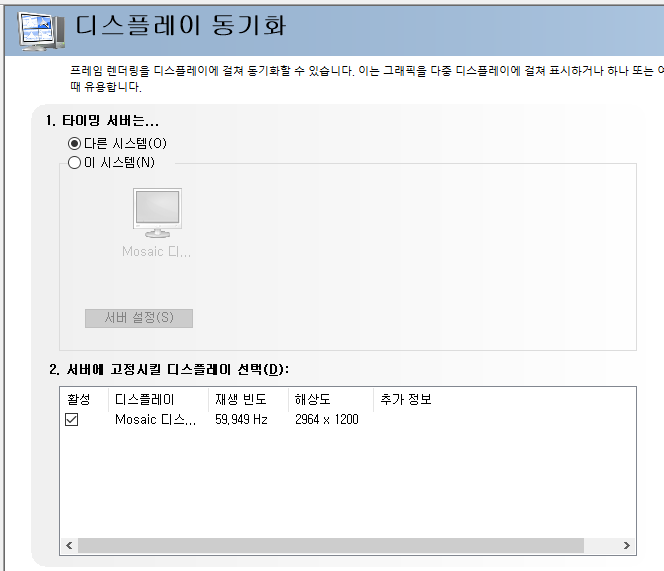 디스플레이 동기화
프레임 렌더링을 디스플레이에 걸쳐 동기화할 수 있습니다. 이는 그래픽을 다중 디스플레이에 걸쳐 표시하거나 하나 또는
때 유용합니다.
1. 타이밍 서버는...
다른 시스템(O)
이 시스템(N)
Mosaic 디...
서버 설정(S)
2. 서버에 고정시킬 디스플레이 선택(D):
활성 디스플레이 재생 빈도 해상도 추가 정보
Mosaic 디스... 59,949 Hz 2964 x 1200